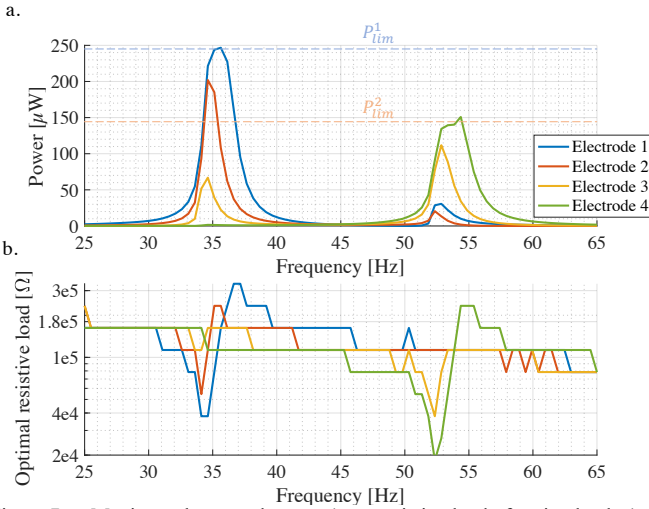 a.
P¹lim
P²lim
Power [µW]
250
200
150
100
50
0
25 30 35 40 45 50 55 60 65
Frequency [Hz]
Electrode 1
Electrode 2
Electrode 3
Electrode 4
b.
Optimal resistive load [Ω]
3e5
1.8e5
1e5
4e4
2e4
25 30 35 40 45 50 55 60 65
Frequency [Hz]